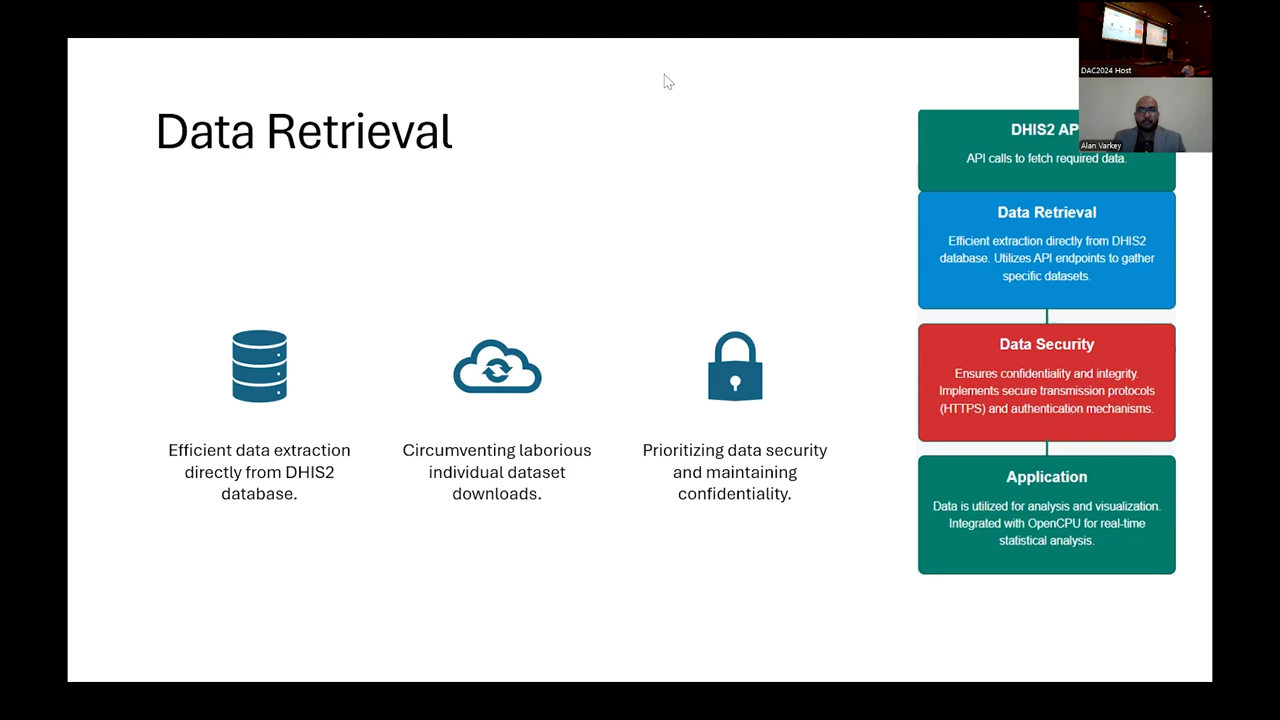 Data Retrieval
Efficient data extraction
directly from DHIS2
database.
Circumventing laborious
individual dataset
downloads.
Prioritizing data security
and maintaining
confidentiality.
DHIS2 AP
API calls to fetch required data.
Data Retrieval
Efficient extraction directly from DHIS2
database. Utilizes API endpoints to gather
specific datasets.
Data Security
Ensures confidentiality and integrity.
Implements secure transmission protocols
(HTTPS) and authentication mechanisms.
Application
Data is utilized for analysis and visualization.
Integrated with OpenCPU for real-time
statistical analysis.
DAC2024 Host
Alan Varkey